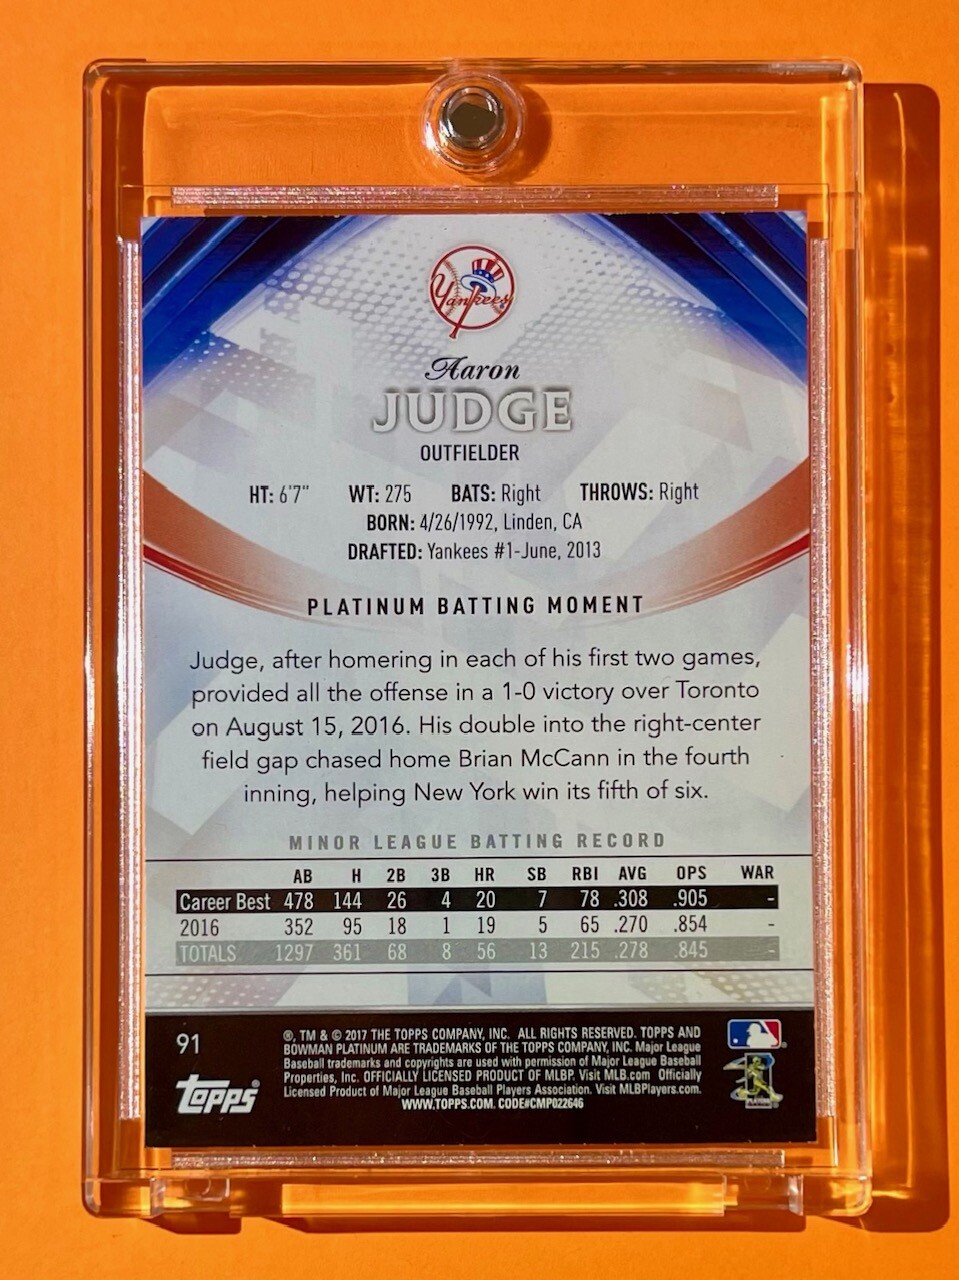 Yankees
Aaron
JUDGE
OUTFIELDER
HT: 6'7" WT: 275 BATS: Right THROWS: Right
BORN: 4/26/1992, Linden, CA
DRAFTED: Yankees #1-June, 2013
PLATINUM BATTING MOMENT
Judge, after homering in each of his first two games,
provided all the offense in a 1-0 victory over Toronto
on August 15, 2016. His double into the right-center
field gap chased home Brian McCann in the fourth
inning, helping New York win its fifth of six.
MINOR LEAGUE BATTING RECORD
AB H 2B 3B HR SB RBI AVG OPS WAR
Career Best 478 144 26 4 20 7 78 .308 .905 -
2016 352 95 18 1 19 5 65 .270 .854 -
TOTALS 1297 361 68 8 56 13 215 .278 .845 -
91
®, TM & © 2017 THE TOPPS COMPANY, INC. ALL RIGHTS RESERVED. TOPPS AND
BOWMAN PLATINUM ARE TRADEMARKS OF THE TOPPS COMPANY, INC. Major League
Baseball trademarks and copyrights are used with permission of Major League Baseball
Properties, Inc. OFFICIALLY LICENSED PRODUCT OF MLBP. Visit MLB.com Officially
Licensed Product of Major League Baseball Players Association. Visit MLBPlayers.com.
WWW.TOPPS.COM. CODE#CMP022646
Topps®
PLAYERS